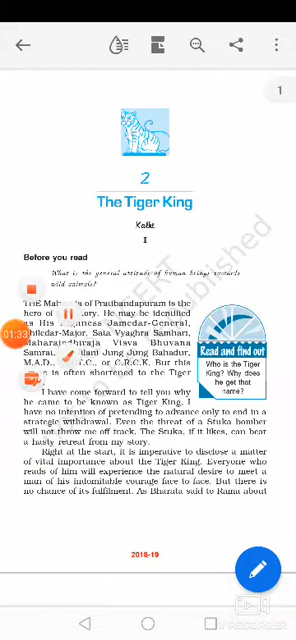 1
2
The Tiger King
Kalki
I
Before you read
What is the general attitude of human beings towards
wild animals?
THE Maharaja of Pratibandapuram is the
hero of story. He may be identified
as His Highness Jamedar-General,
Khiledar-Major, Sata Vyaghra Samhari,
Maharajadhiraja Visva Bhuvana
Samrat, Jung Jung Bahadur,
M.A.D., T.C., or C.R.C.K. But this
is often shortened to the Tiger
I have come forward to tell you why
he came to be known as Tiger King. I
have no intention of pretending to advance only to end in a
strategic withdrawal. Even the threat of a Stuka bomber
will not throw me off track. The Stuka, if it likes, can beat
a hasty retreat from my story.
Right at the start, it is imperative to disclose a matter
of vital importance about the Tiger King. Everyone who
reads of him will experience the natural desire to meet a
man of his indomitable courage face to face. But there is
no chance of its fulfilment. As Bharata said to Rama about
Read and find out
Who is the Tiger
King? Why does
he get that
name?
01:33
2018-19